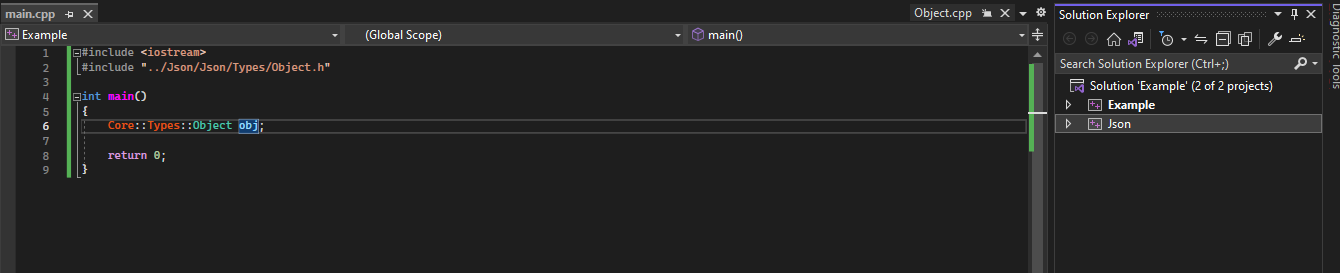 main.cpp
Object.cpp
Example
(Global Scope)
main()
1 #include <iostream>
2 #include "../Json/Json/Types/Object.h"
3
4 int main()
5 {
6 Core::Types::Object obj;
7
8 return 0;
9 }
Solution Explorer
Search Solution Explorer (Ctrl+;)
Solution 'Example' (2 of 2 projects)
Example
Json
Diagnostic Tools